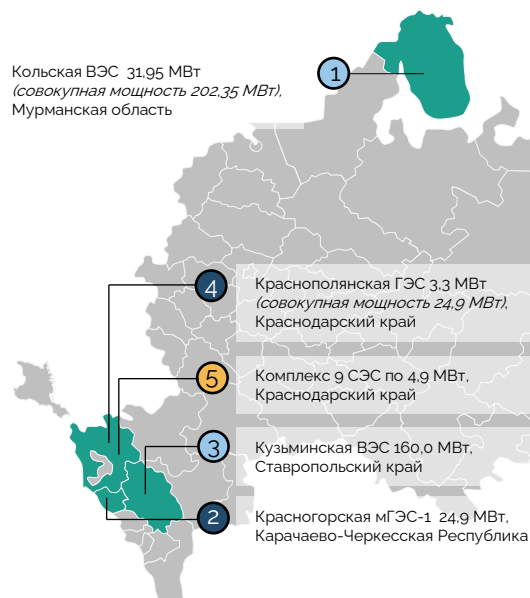 Кольская ВЭС 31,95 МВт
(совокупная мощность 202,35 МВт),
Мурманская область
1
4
Краснополянская ГЭС 3,3 МВт
(совокупная мощность 24,9 МВт),
Краснодарский край
5
Комплекс 9 СЭС по 4,9 МВт,
Краснодарский край
3
Кузьминская ВЭС 160,0 МВт,
Ставропольский край
2
Красногорская мГЭС-1 24,9 МВт,
Карачаево-Черкесская Республика